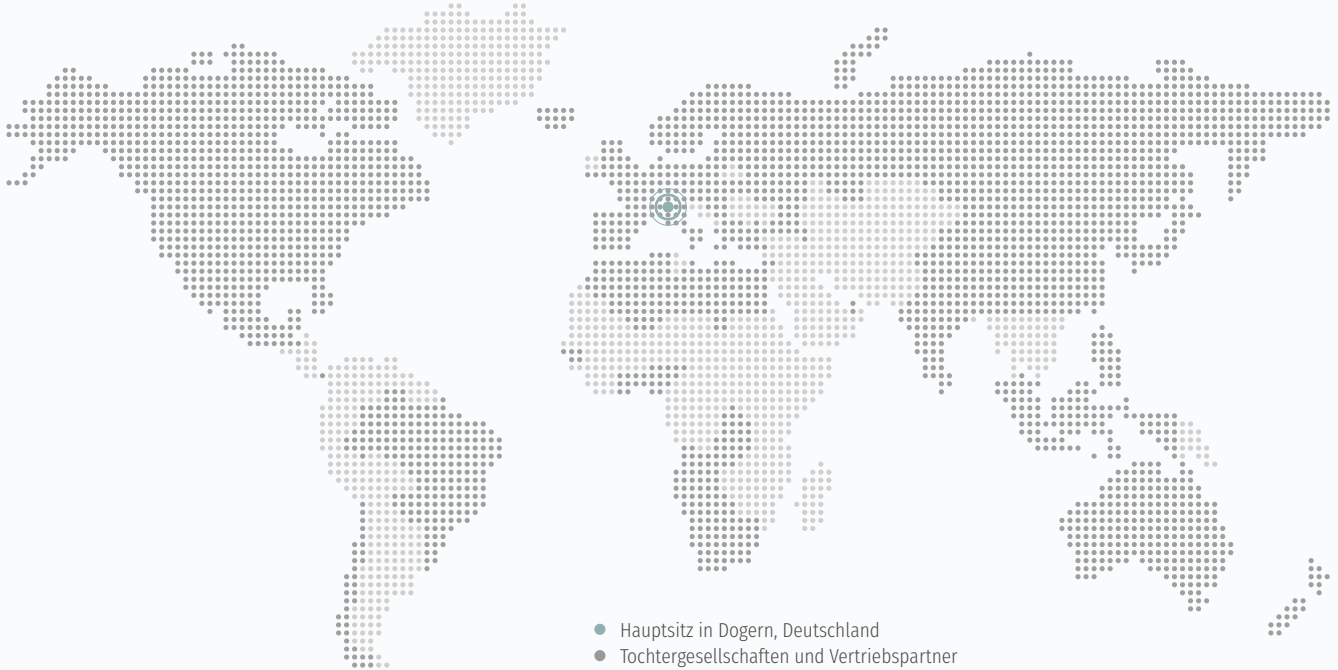 Hauptsitz in Dogern, Deutschland
Tochtergesellschaften und Vertriebspartner